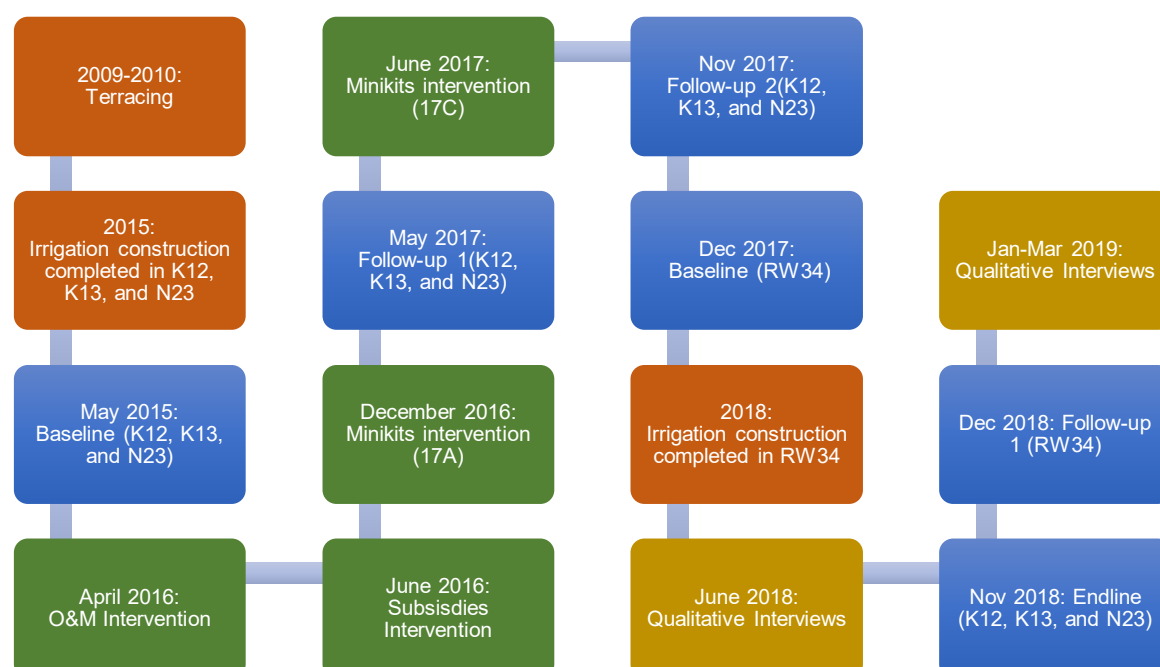 2009-2010:
Terracing
2015:
Irrigation construction
completed in K12,
K13, and N23
May 2015:
Baseline (K12, K13,
and N23)
April 2016:
O&M Intervention
June 2016:
Subsisdies
Intervention
December 2016:
Minikits intervention
(17A)
May 2017:
Follow-up 1(K12,
K13, and N23)
June 2017:
Minikits intervention
(17C)
Nov 2017:
Follow-up 2(K12,
K13, and N23)
Dec 2017:
Baseline (RW34)
2018:
Irrigation construction
completed in RW34
June 2018:
Qualitative Interviews
Nov 2018: Endline
(K12, K13, and N23)
Dec 2018: Follow-up
1 (RW34)
Jan-Mar 2019:
Qualitative Interviews